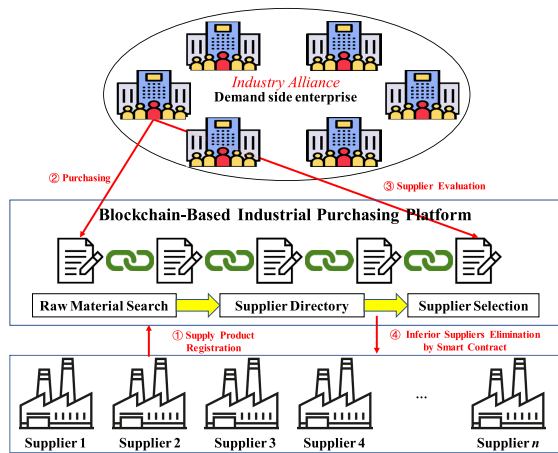 Industry Alliance
Demand side enterprise
② Purchasing
③ Supplier Evaluation
Blockchain-Based Industrial Purchasing Platform
Raw Material Search
Supplier Directory
Supplier Selection
① Supply Product
Registration
④ Inferior Suppliers Elimination
by Smart Contract
...
Supplier 1
Supplier 2
Supplier 3
Supplier 4
Supplier n